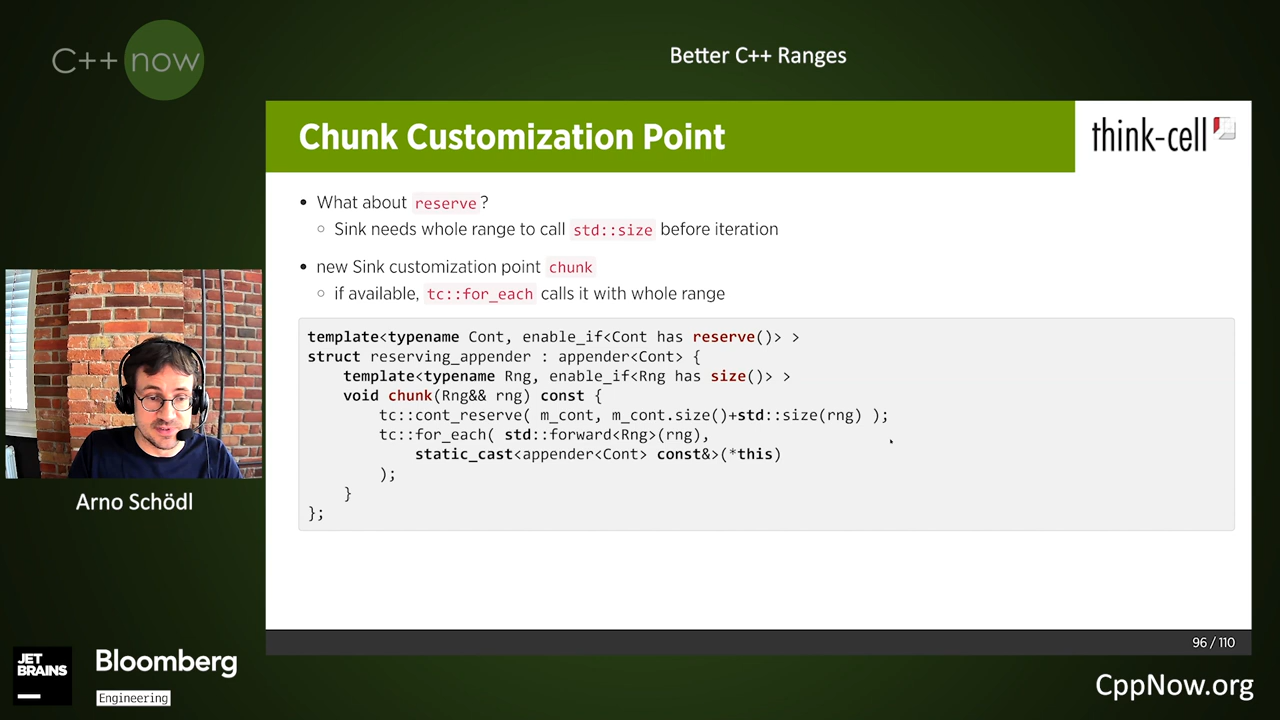 C++ now
Better C++ Ranges
Chunk Customization Point
think-cell
• What about reserve?
○ Sink needs whole range to call std::size before iteration
• new Sink customization point chunk
○ if available, tc::for_each calls it with whole range
template<typename Cont, enable_if<Cont has reserve()> >
struct reserving_appender : appender<Cont> {
template<typename Rng, enable_if<Rng has size()> >
void chunk(Rng&& rng) const {
tc::cont_reserve( m_cont, m_cont.size()+std::size(rng) );
tc::for_each( std::forward<Rng>(rng),
static_cast<appender<Cont> const&>(*this)
);
}
};
Arno Schödl
96 / 110
JET
BRAINS
Bloomberg
Engineering
CppNow.org